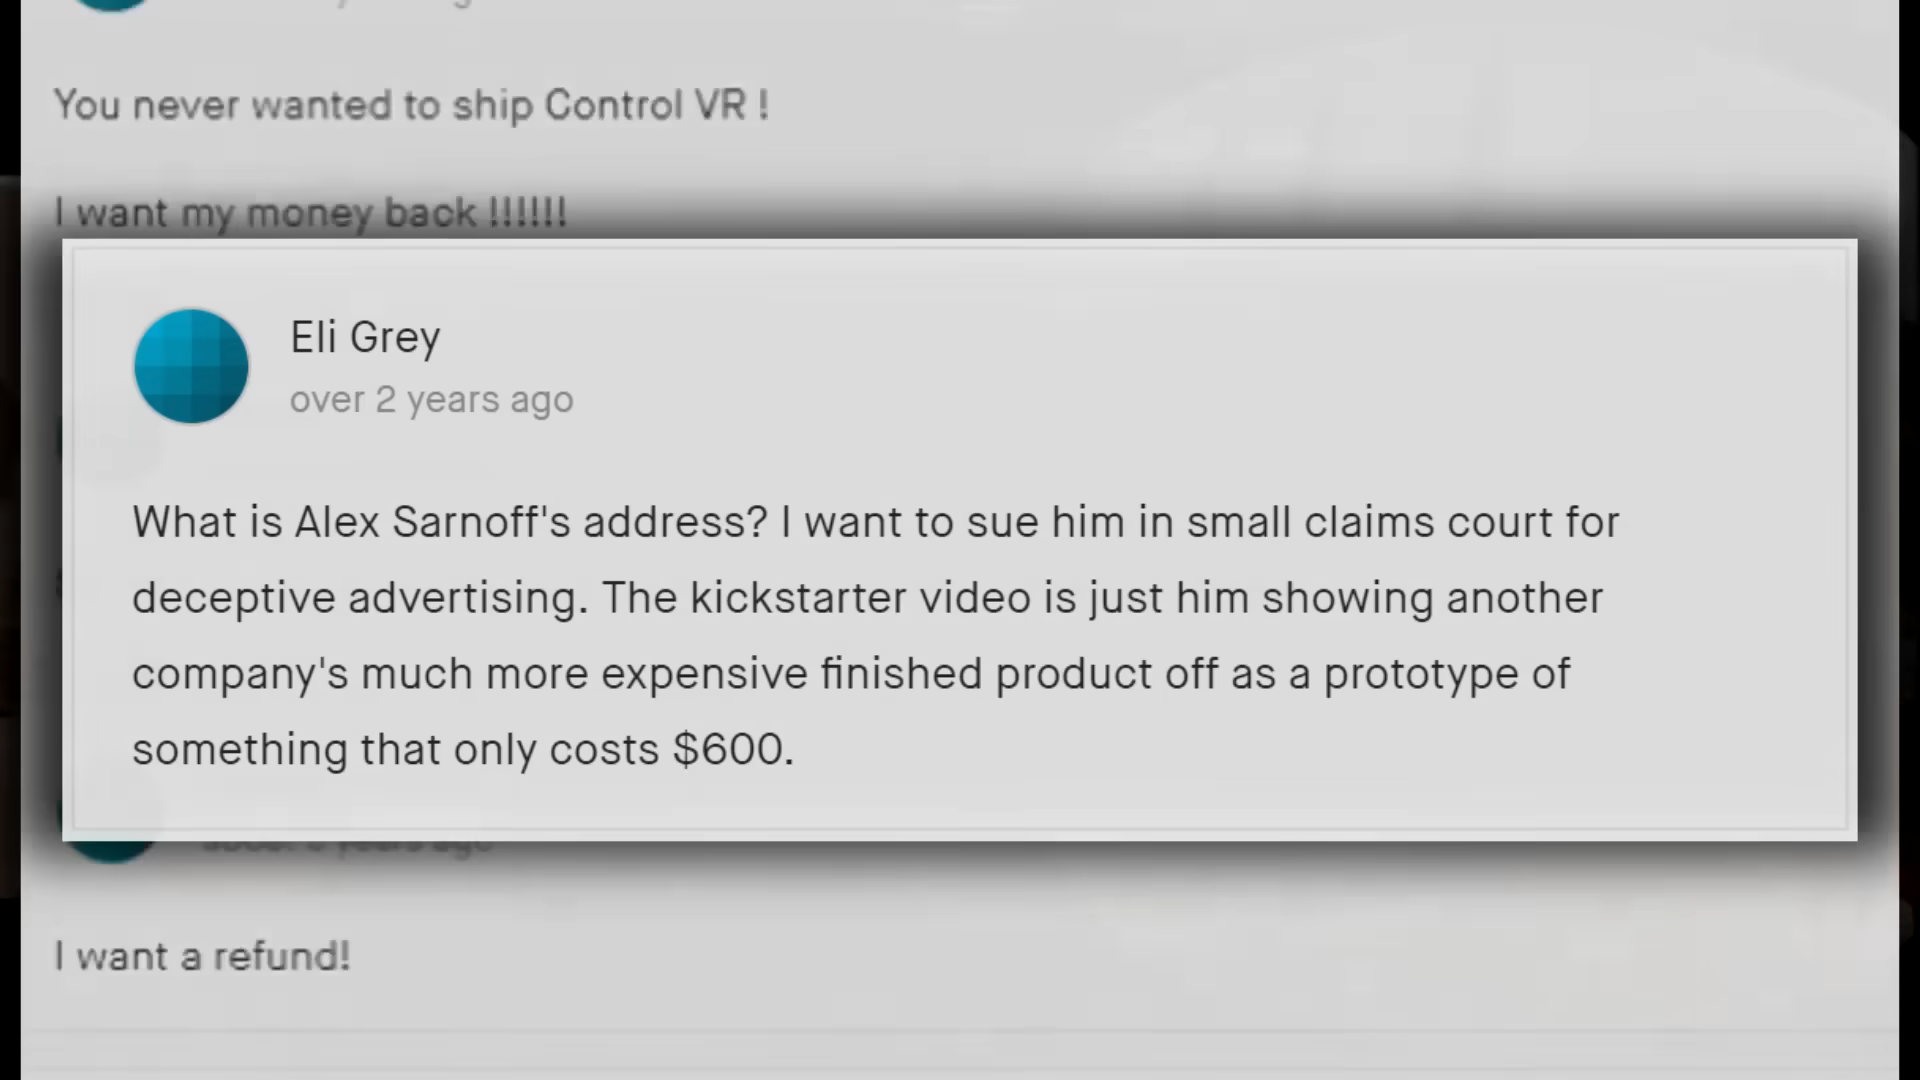 You never wanted to ship Control VR !
I want my money back !!!!!!
Eli Grey
over 2 years ago
What is Alex Sarnoff's address? I want to sue him in small claims court for
deceptive advertising. The kickstarter video is just him showing another
company's much more expensive finished product off as a prototype of
something that only costs $600.
years ago
I want a refund!